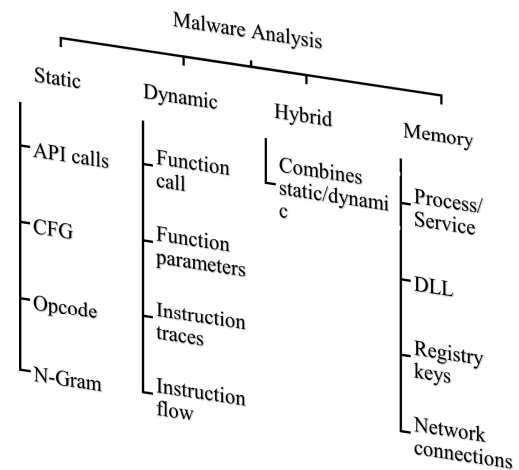 Malware Analysis
Static
API calls
CFG
Opcode
N-Gram
Dynamic
Function
call
Function
parameters
Instruction
traces
Instruction
flow
Hybrid
Combines
static/dynami
c
Memory
Process/
Service
DLL
Registry
keys
Network
connections